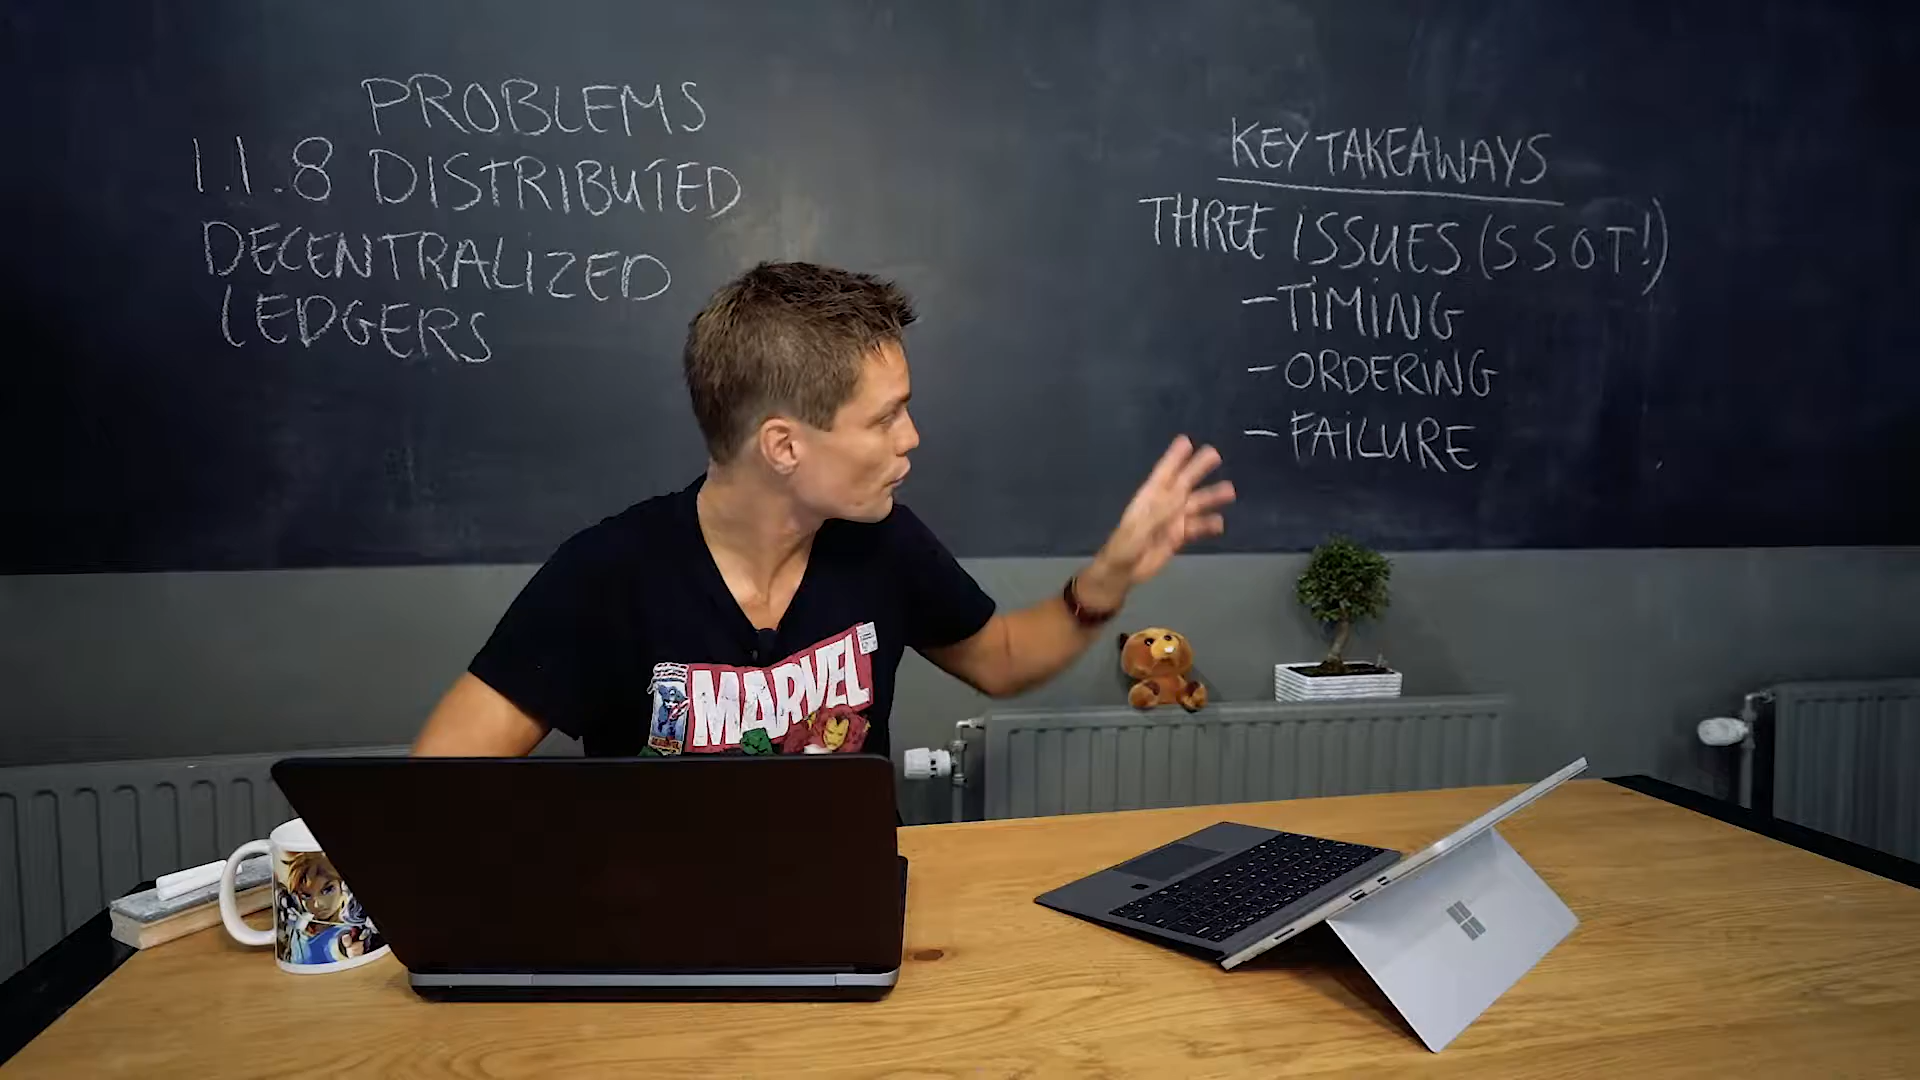 PROBLEMS
1.1.8 DISTRIBUTED
DECENTRALIZED
LEDGERS
KEY TAKEAWAYS
THREE ISSUES (SSOT!)
- TIMING
- ORDERING
- FAILURE
MARVEL